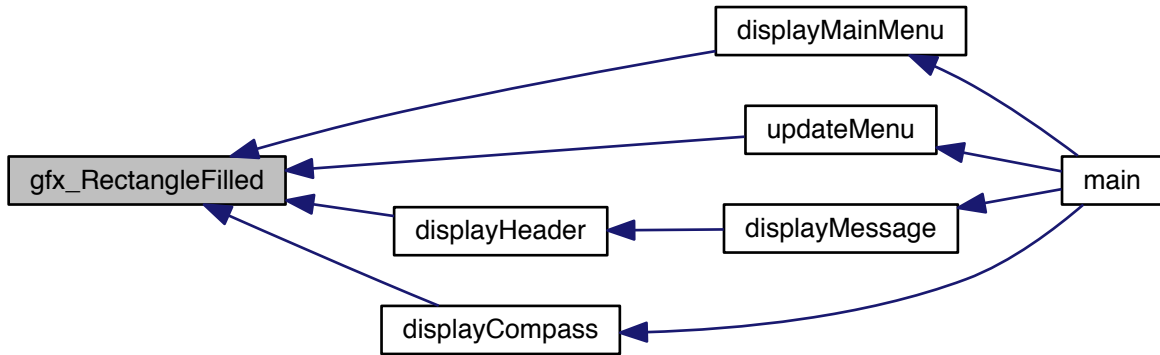 displayMainMenu
updateMenu
gfx_RectangleFilled
main
displayHeader
displayMessage
displayCompass